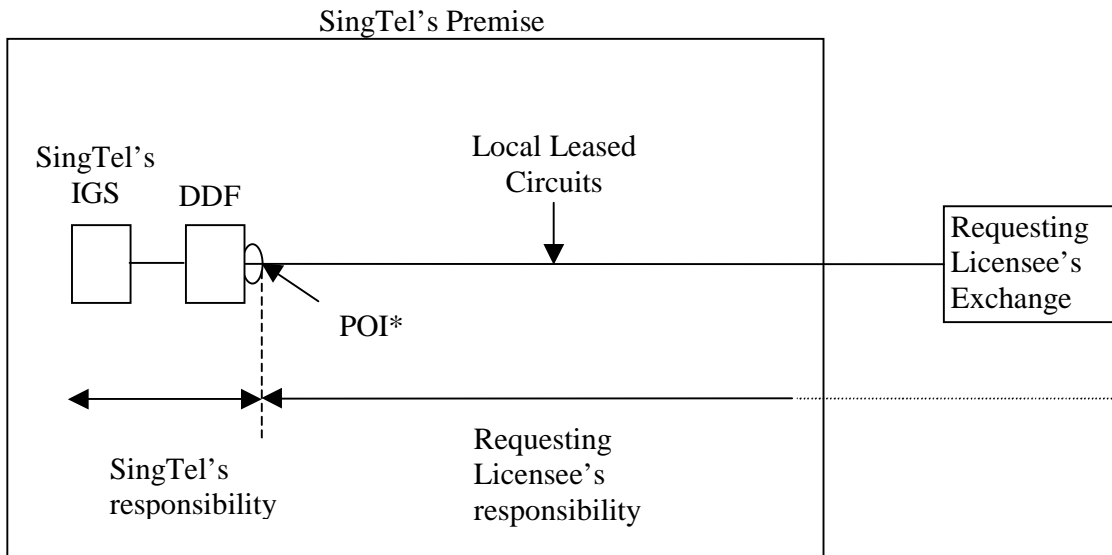 SingTel’s Premise
SingTel’s
IGS
DDF
Local Leased
Circuits
Requesting
Licensee’s
Exchange
POI*
SingTel’s
responsibility
Requesting
Licensee’s
responsibility